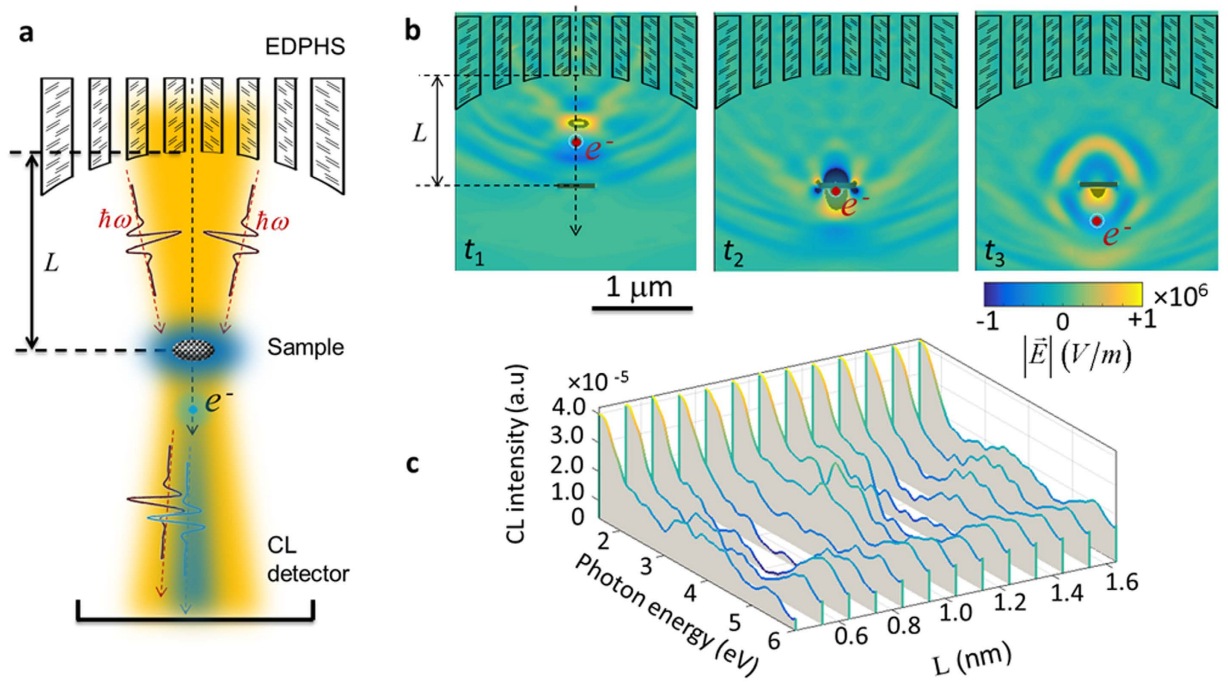 a
EDPHS
ħω
ħω
L
Sample
e-
CL
detector
b
L
e-
t1
e-
t2
e-
t3
1 μm
-1 0 +1 ×10^6
|E⃗| (V/m)
c
×10 -5
4.0
3.0
2.0
1.0
0
CL intensity (a.u)
2
3
4
5
6
Photon energy (eV)
0.6
0.8
1.0
1.2
1.4
1.6
L (nm)